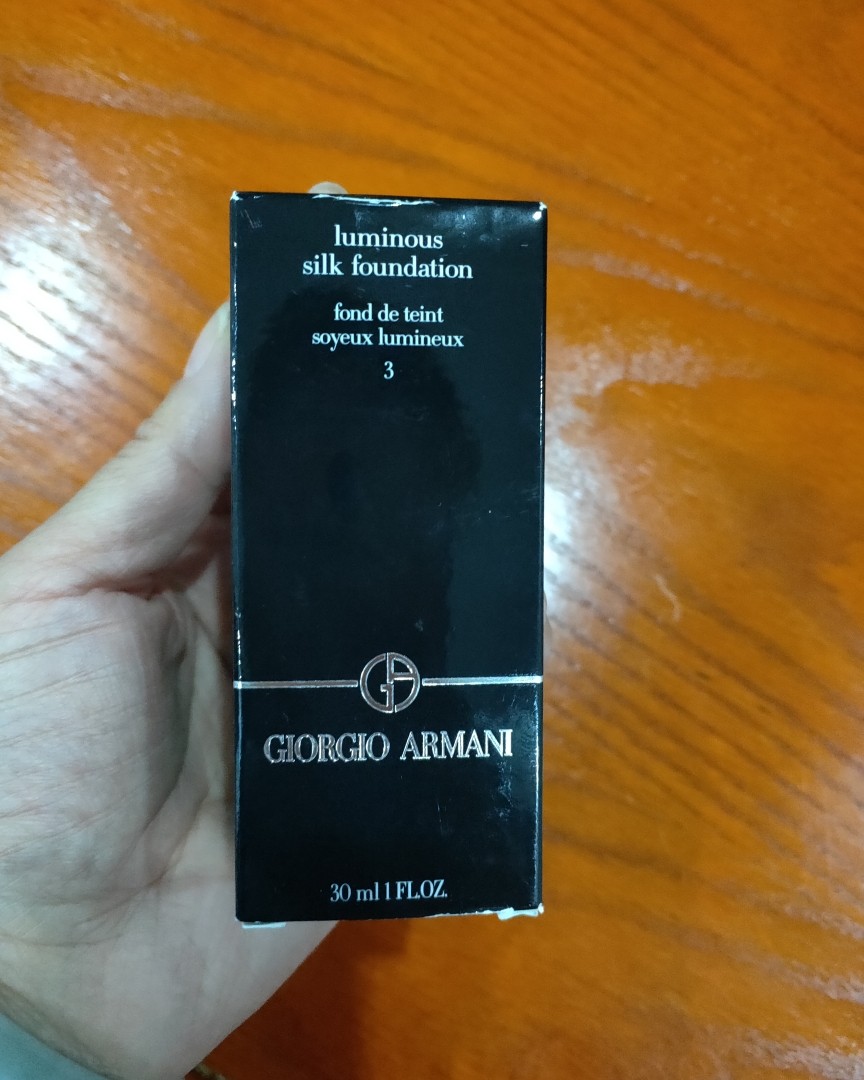 luminous
silk foundation
fond de teint
soyeux lumineux
3
GA
GIORGIO ARMANI
30 ml 1 FL.OZ.